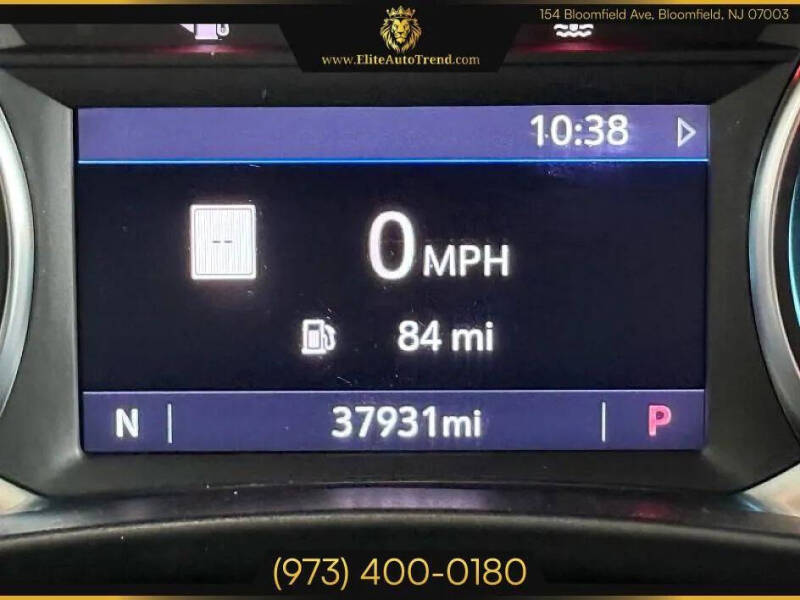 154 Bloomfield Ave, Bloomfield, NJ 07003
www.EliteAutoTrend.com
10:38
--
0 MPH
84 mi
N 37931mi P
(973) 400-0180